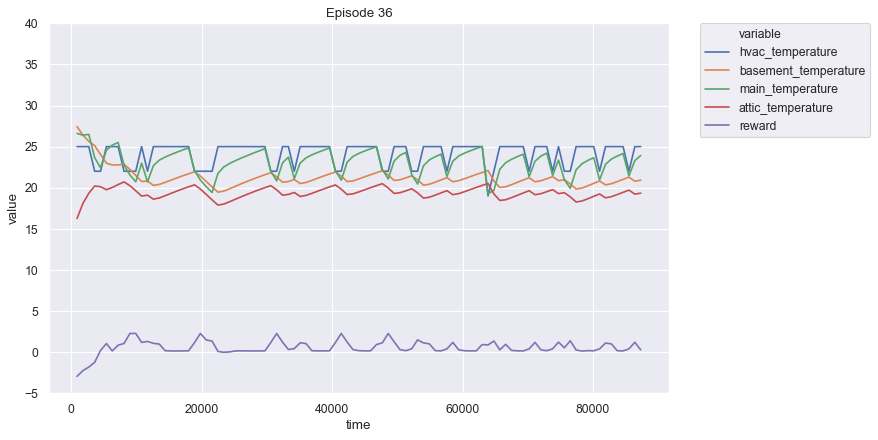 Episode 36
40
35
30
25
20
15
10
5
0
−5
value
0
20000
40000
60000
80000
time
variable
hvac_temperature
basement_temperature
main_temperature
attic_temperature
reward